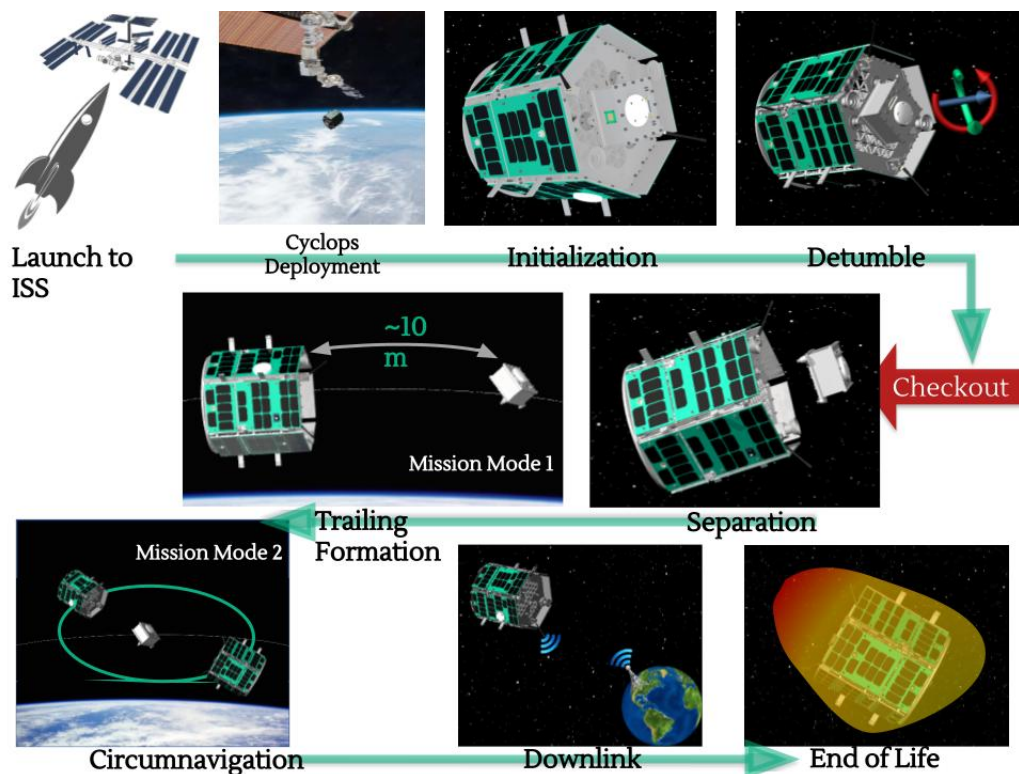 Launch to
ISS
Cyclops
Deployment
Initialization
Detumble
Checkout
~10
m
Mission Mode 1
Separation
Trailing
Formation
Mission Mode 2
Circumnavigation
Downlink
End of Life